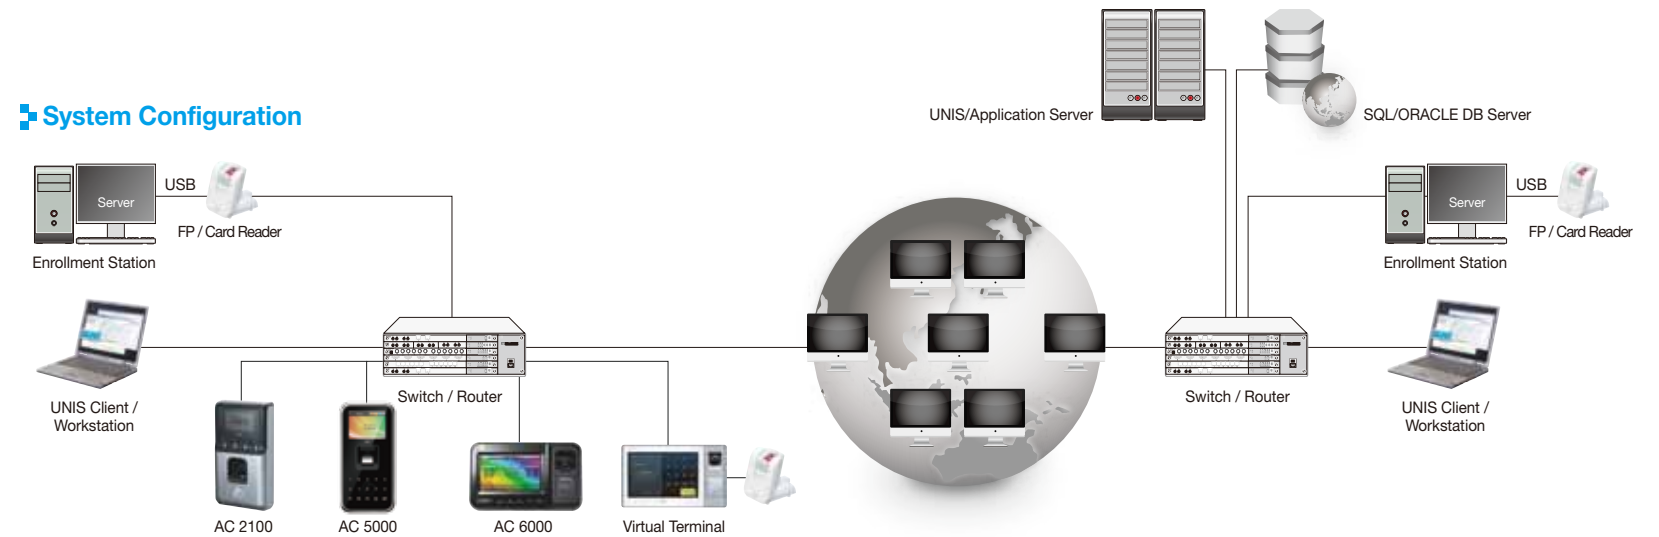 UNIS/Application Server
SQL/ORACLE DB Server
System Configuration
Server
USB
FP / Card Reader
Enrollment Station
Server
USB
FP / Card Reader
Enrollment Station
UNIS Client /
Workstation
Switch / Router
Switch / Router
UNIS Client /
Workstation
AC 2100
AC 5000
AC 6000
Virtual Terminal